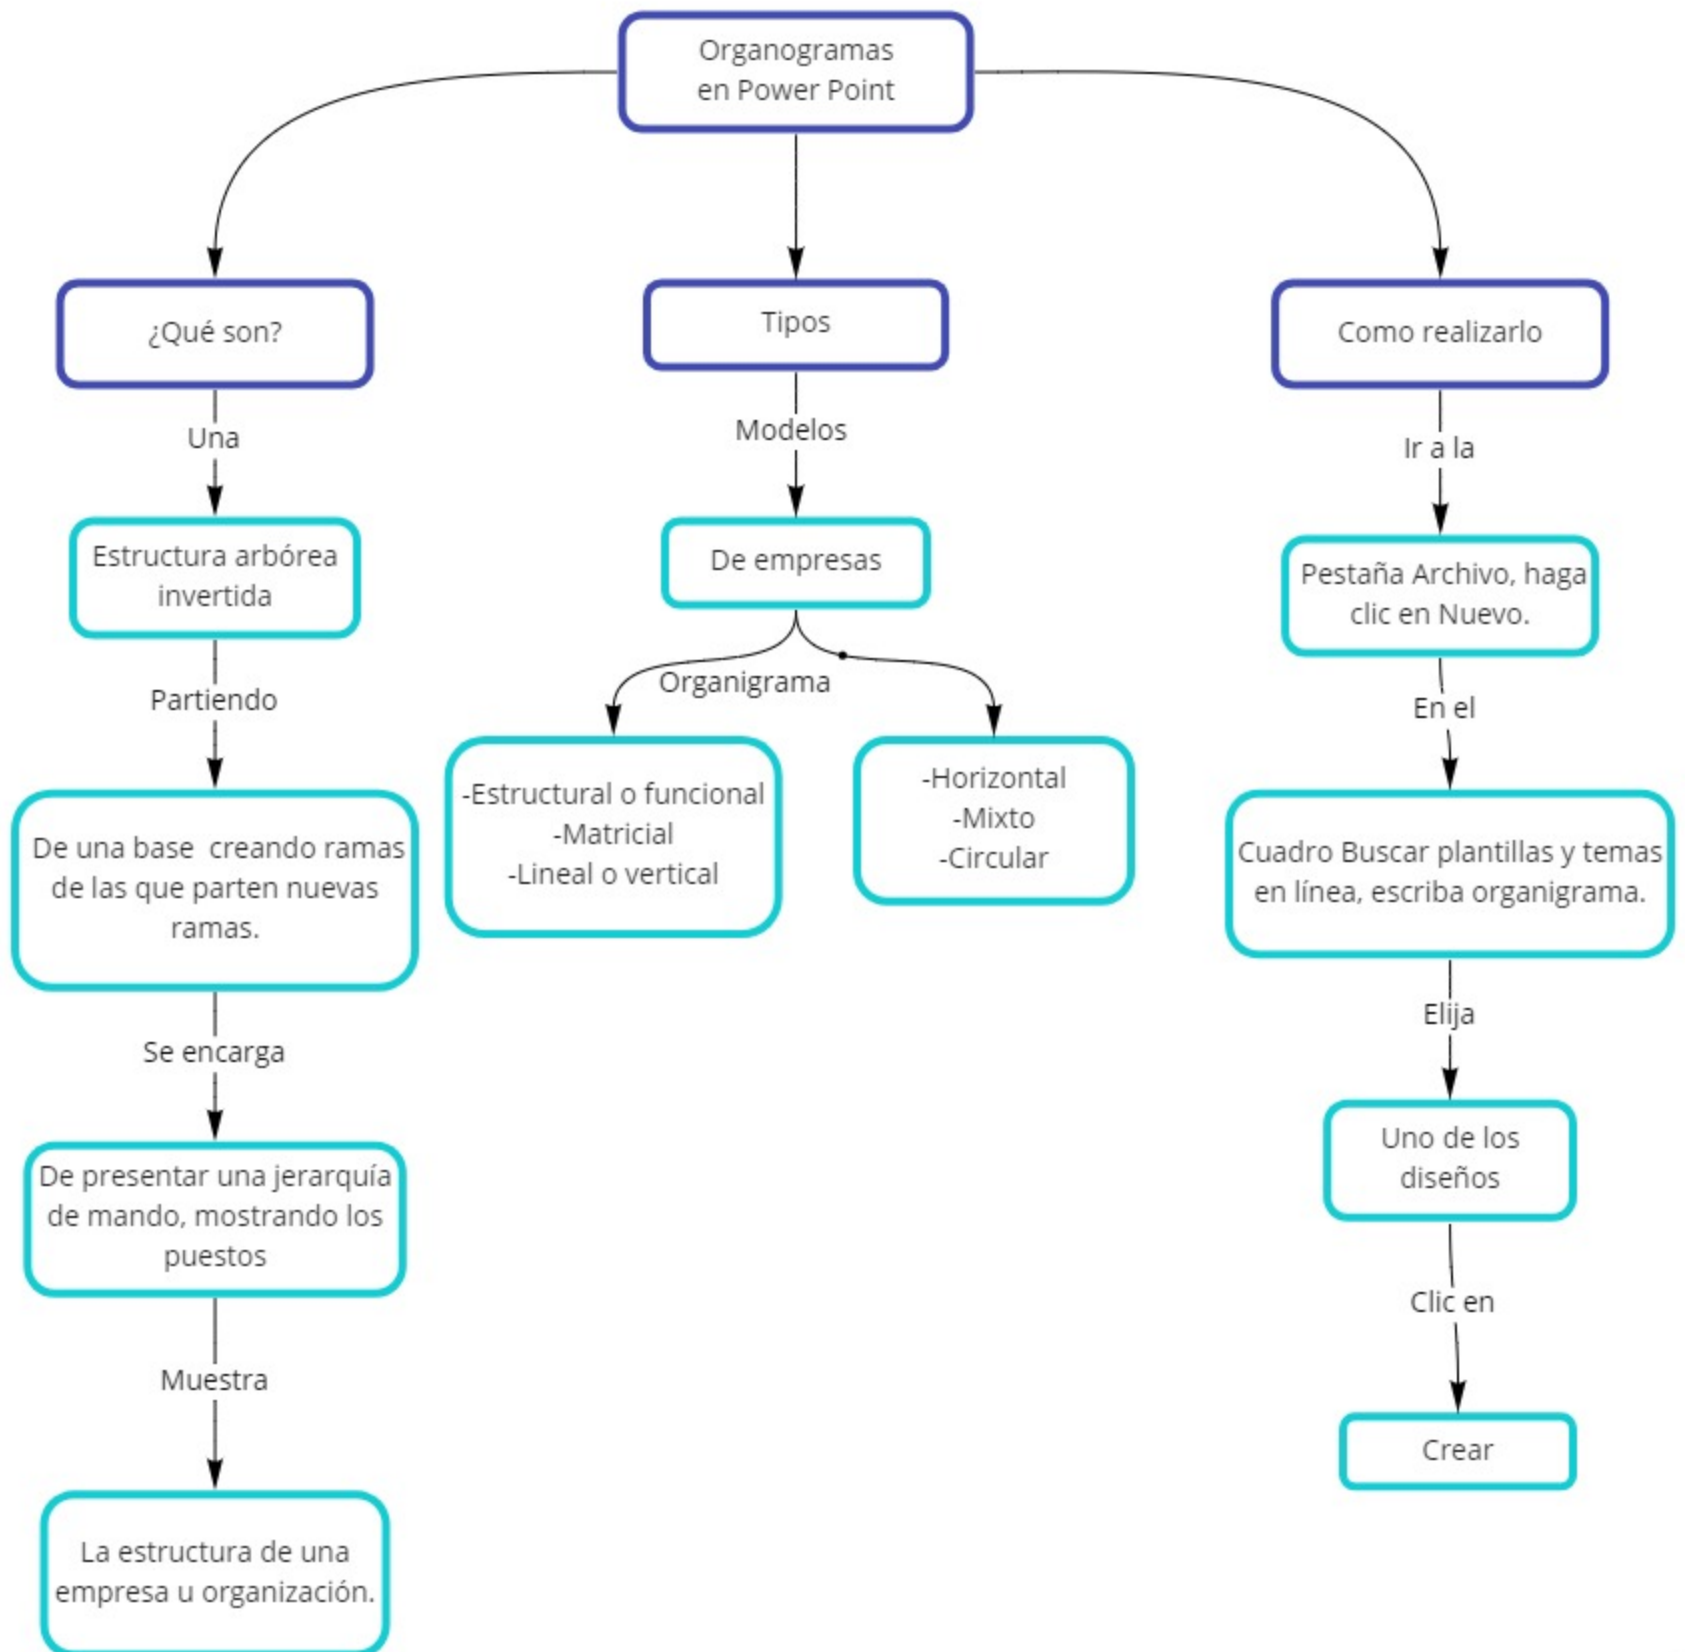 Organogramas
en Power Point
¿Qué son?
Una
Estructura arbórea
invertida
Partiendo
De una base  creando ramas
de las que parten nuevas
ramas.
Se encarga
De presentar una jerarquía
de mando, mostrando los
puestos
Muestra
La estructura de una
empresa u organización.
Tipos
Modelos
De empresas
Organigrama
-Estructural o funcional
-Matricial
-Lineal o vertical
-Horizontal
-Mixto
-Circular
Como realizarlo
Ir a la
Pestaña Archivo, haga
clic en Nuevo.
En el
Cuadro Buscar plantillas y temas
en línea, escriba organigrama.
Elija
Uno de los
diseños
Clic en
Crear